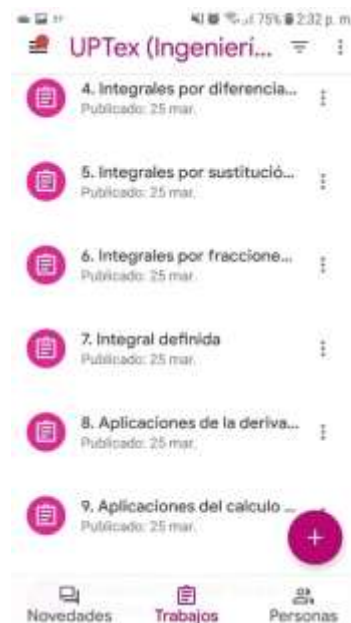 75% 2:32 p. m
UPTex (Ingenierí...
4. Integrales por diferencia...
Publicado: 25 mar.
5. Integrales por sustitució...
Publicado: 25 mar.
6. Integrales por fraccione...
Publicado: 25 mar.
7. Integral definida
Publicado: 25 mar.
8. Aplicaciones de la deriva...
Publicado: 25 mar.
9. Aplicaciones del calculo ...
Publicado: 25 mar.
Novedades Trabajos Personas